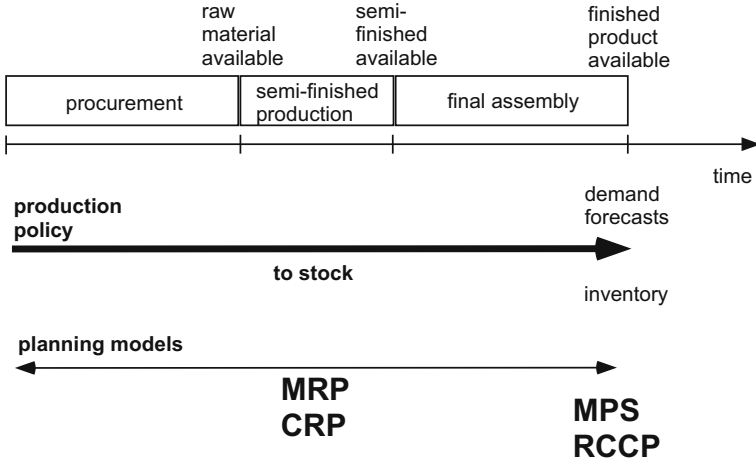 raw
material
available
semi-
finished
available
finished
product
available
procurement
semi-finished
production
final assembly
time
production
policy
demand
forecasts
to stock
inventory
planning models
MRP
CRP
MPS
RCCP